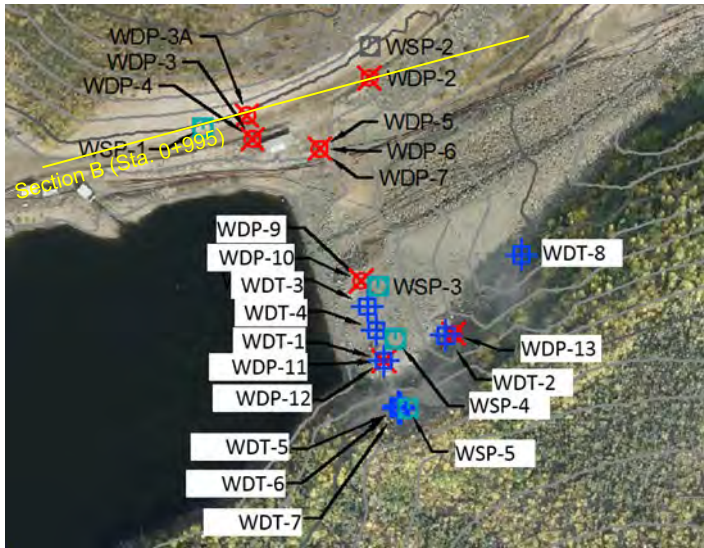 WDP-3A
WDP-3
WDP-4
WSP-2
WDP-2
WSP-1
WDP-5
WDP-6
WDP-7
Section B (Sta. 0+995)
WDP-9
WDP-10
WDT-3
WDT-4
WDT-1
WDP-11
WDP-12
WDT-5
WDT-6
WDT-7
WSP-3
WDT-8
WDP-13
WDT-2
WSP-4
WSP-5